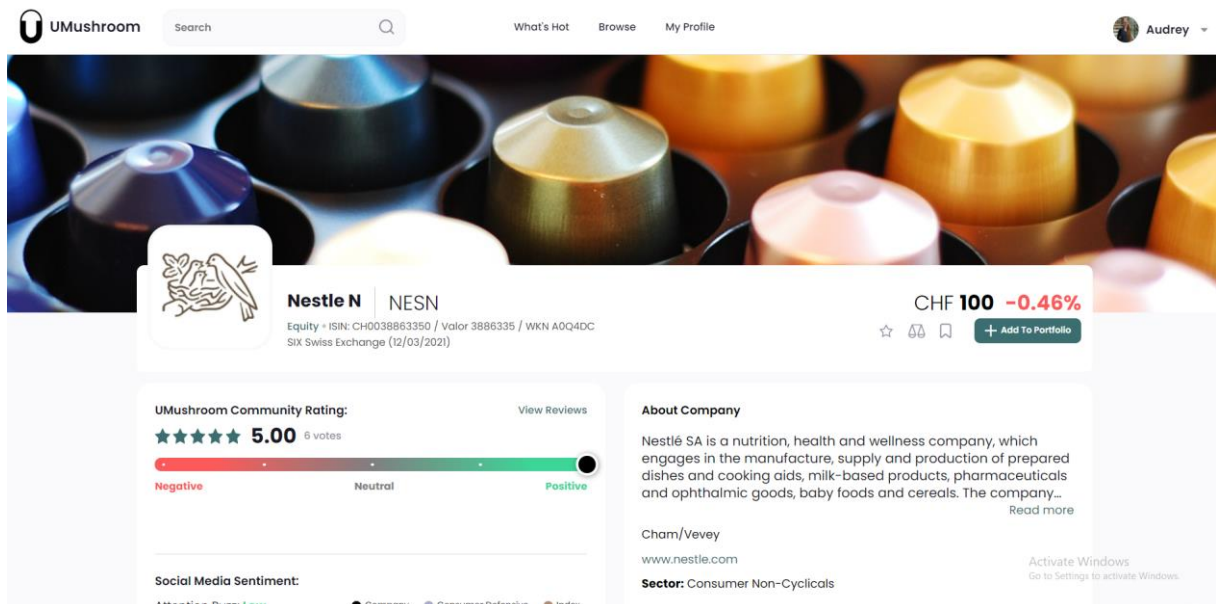 UMushroom
Search
What's Hot
Browse
My Profile
Audrey
Nestle N
NESN
CHF 100 -0.46%
Equity • ISIN: CH0038863350 / Valor 3886335 / WKN A0Q4DC
SIX Swiss Exchange (12/03/2021)
+ Add To Portfolio
UMushroom Community Rating:
View Reviews
5.00 6 votes
Negative
Neutral
Positive
Social Media Sentiment:
About Company
Nestlé SA is a nutrition, health and wellness company, which
engages in the manufacture, supply and production of prepared
dishes and cooking aids, milk-based products, pharmaceuticals
and ophthalmic goods, baby foods and cereals. The company...
Read more
Cham/Vevey
www.nestle.com
Sector: Consumer Non-Cyclicals
Activate Windows
Go to Settings to activate Windows.